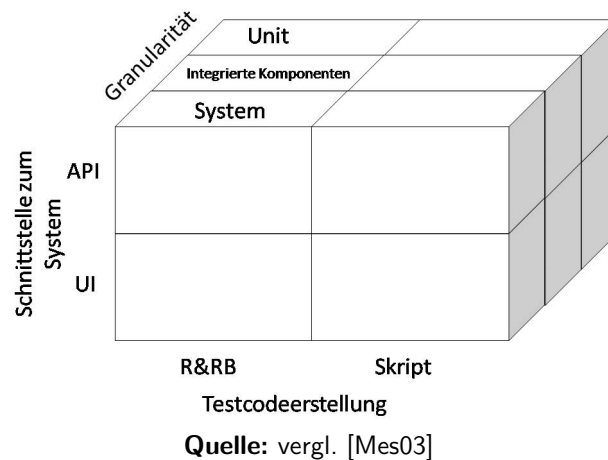 Granularität
Unit
Integrierte Komponenten
System
Schnittstelle zum
System
API
UI
R&RB
Skript
Testcodeerstellung
Quelle: vergl. [Mes03]